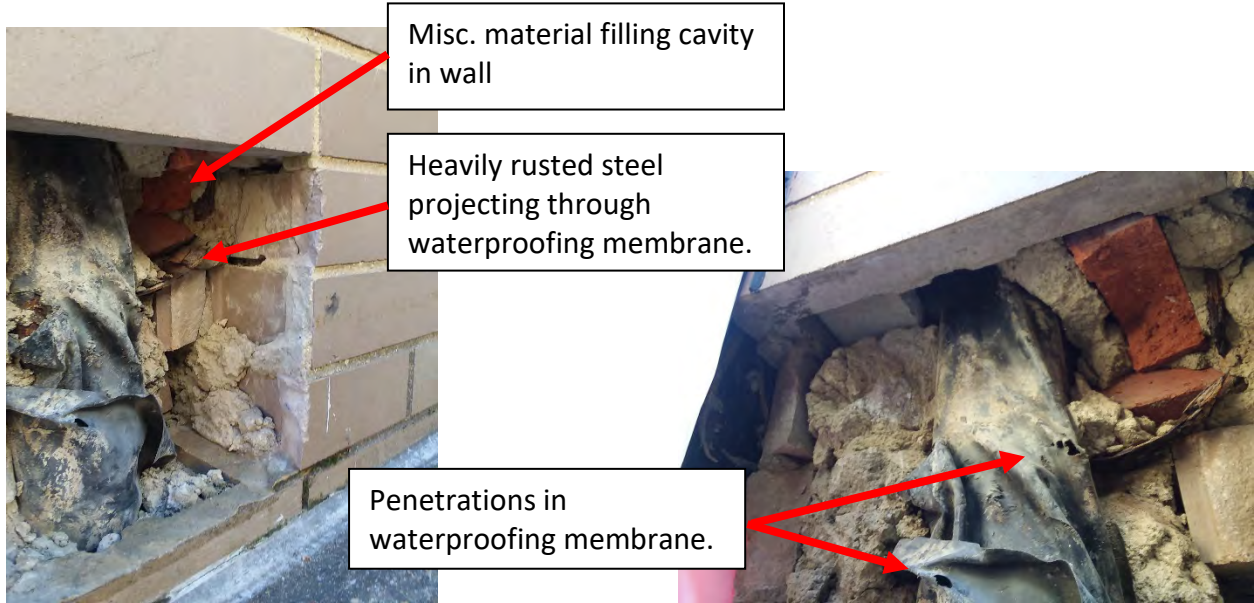 Misc. material filling cavity
in wall
Heavily rusted steel
projecting through
waterproofing membrane.
Penetrations in
waterproofing membrane.